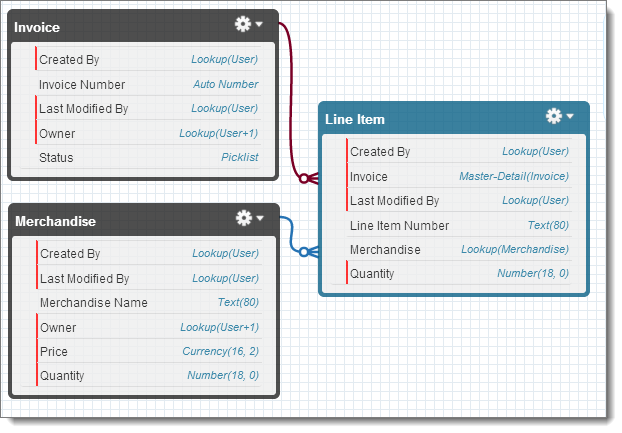 Invoice
Created By Lookup(User)
Invoice Number Auto Number
Last Modified By Lookup(User)
Owner Lookup(User+1)
Status Picklist
Merchandise
Created By Lookup(User)
Last Modified By Lookup(User)
Merchandise Name Text(80)
Owner Lookup(User+1)
Price Currency(16, 2)
Quantity Number(18, 0)
Line Item
Created By Lookup(User)
Invoice Master-Detail(Invoice)
Last Modified By Lookup(User)
Line Item Number Text(80)
Merchandise Lookup(Merchandise)
Quantity Number(18, 0)